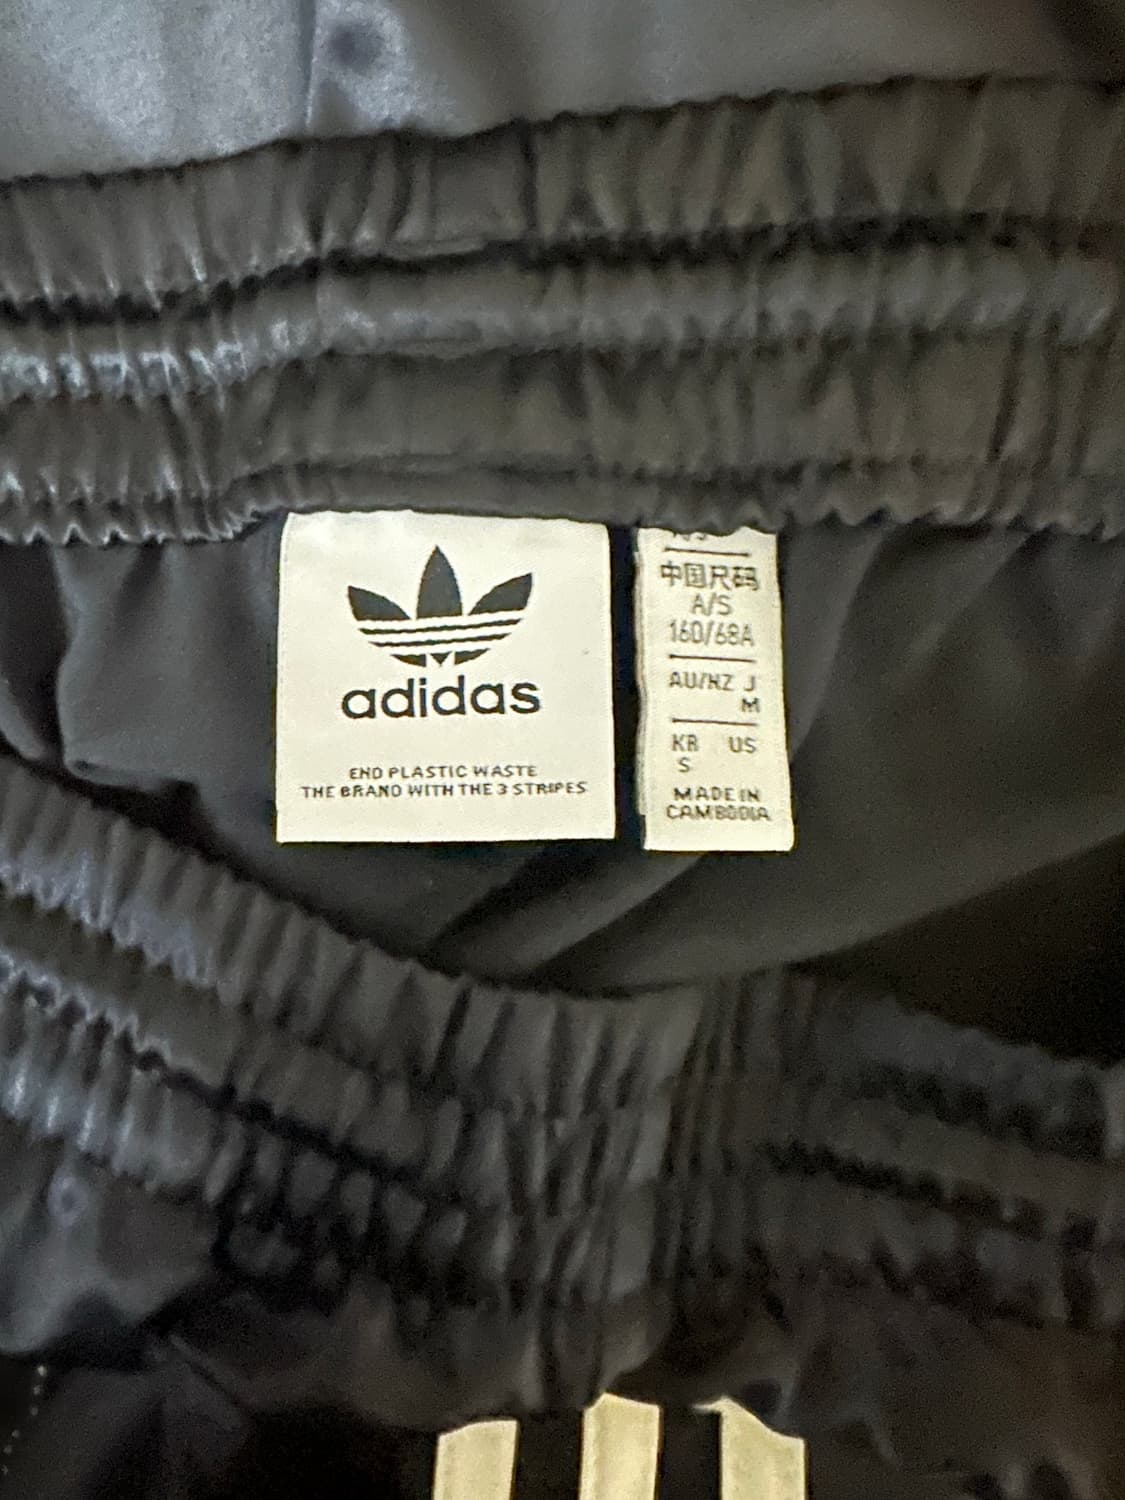 adidas
END PLASTIC WASTE
THE BRAND WITH THE 3 STRIPES
中国尺码
A/S
160/68A
AU/NZ J
M
KR US
S
MADE IN
CAMBODIA